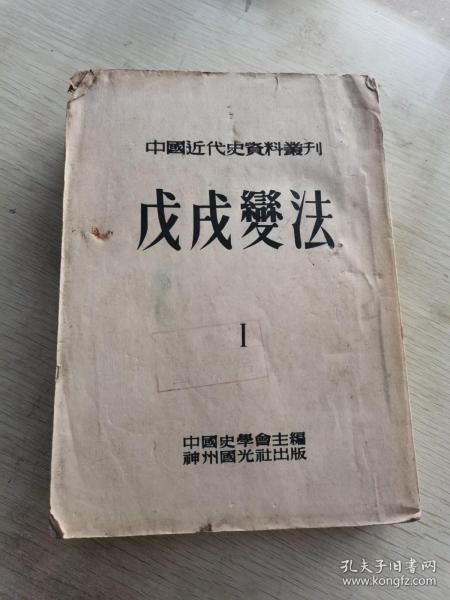 中國近代史資料叢刊
戊戌變法
I
中國史學會主編
神州國光社出版
孔夫子旧书网
www.kongfz.com